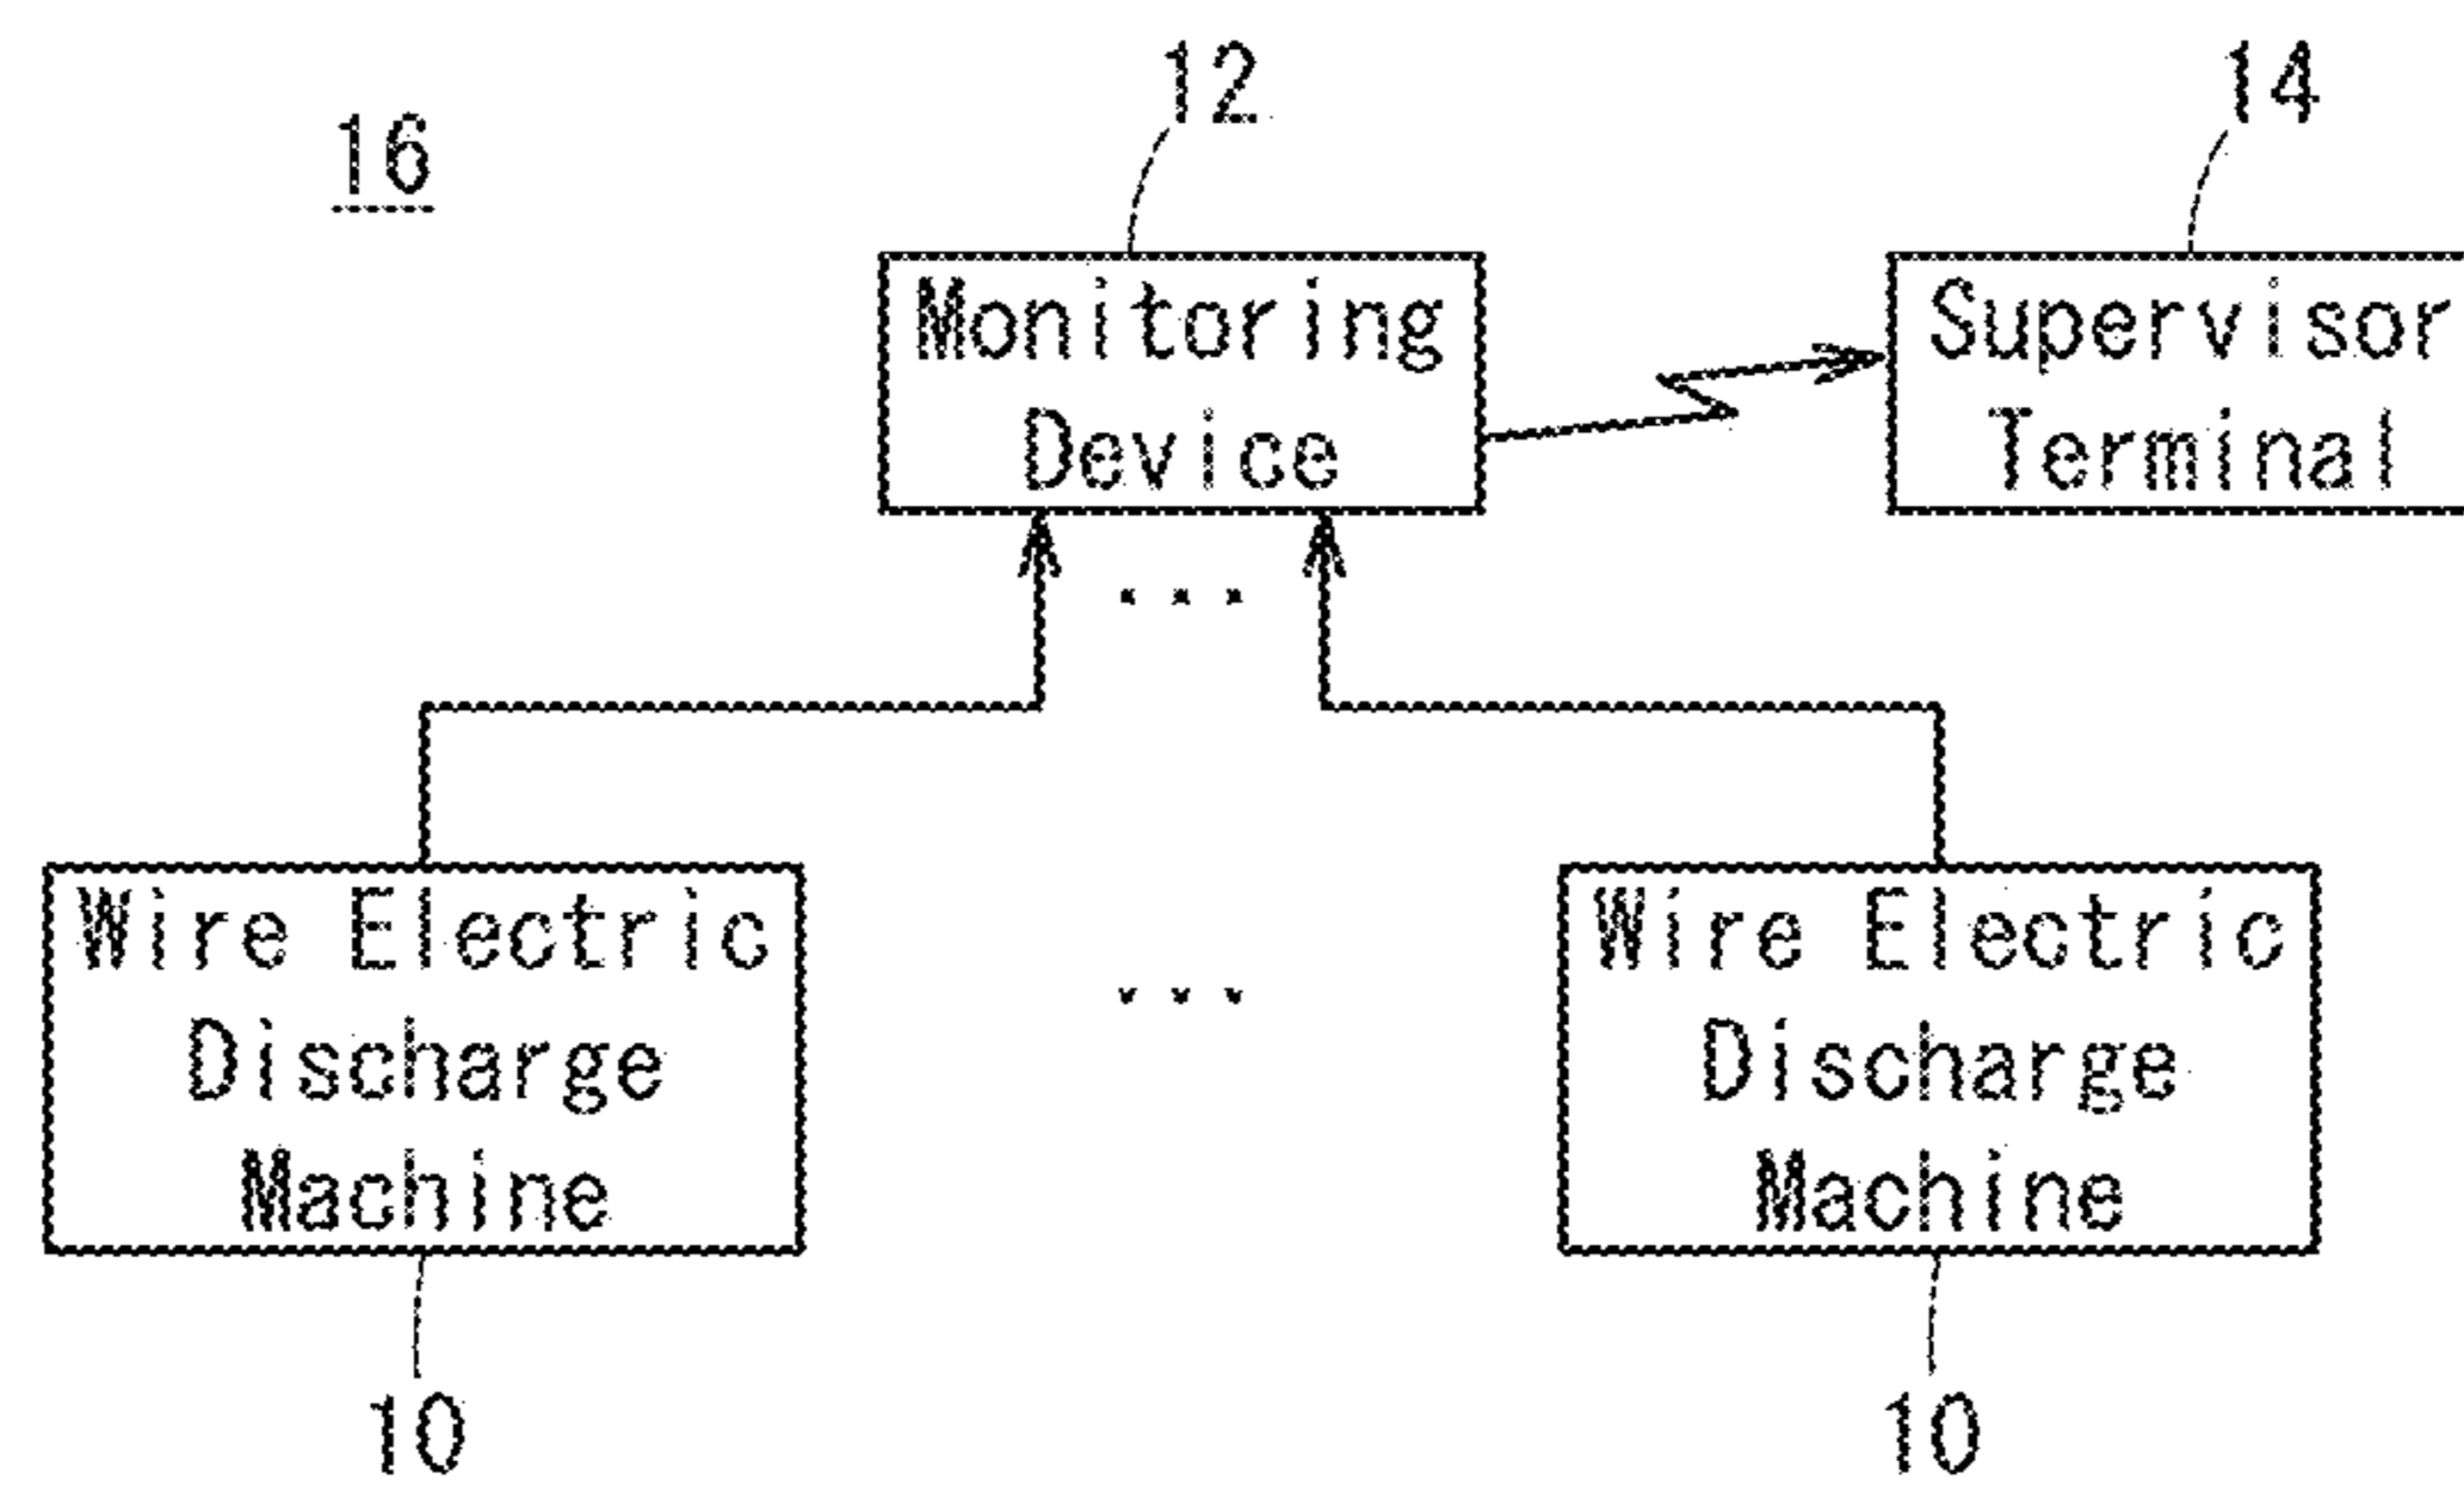 16
12
14
Monitoring
Device
Supervisor
Terminal
...
Wire Electric
Discharge
Machine
...
Wire Electric
Discharge
Machine
10
10